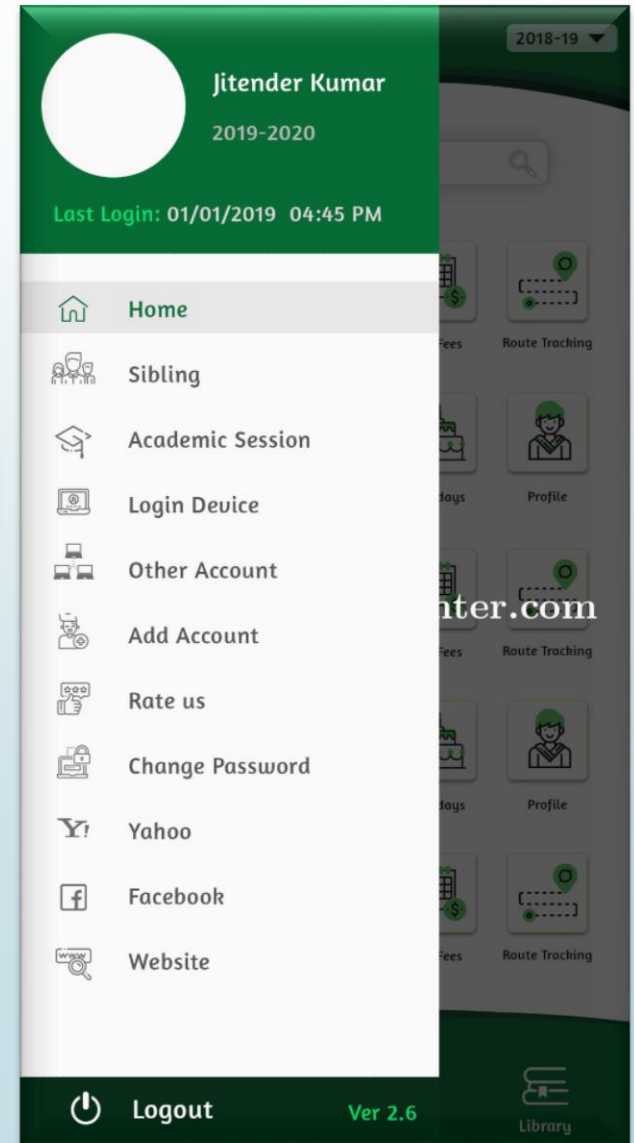 Jitender Kumar
2019-2020
Last Login: 01/01/2019 04:45 PM
2018-19
Home
Sibling
Academic Session
Login Device
Other Account
Add Account
Rate us
Change Password
Yahoo
Facebook
Website
Logout
Ver 2.6
Fees
Route Tracking
days
Profile
nter.com
Fees
Route Tracking
days
Profile
Fees
Route Tracking
Library